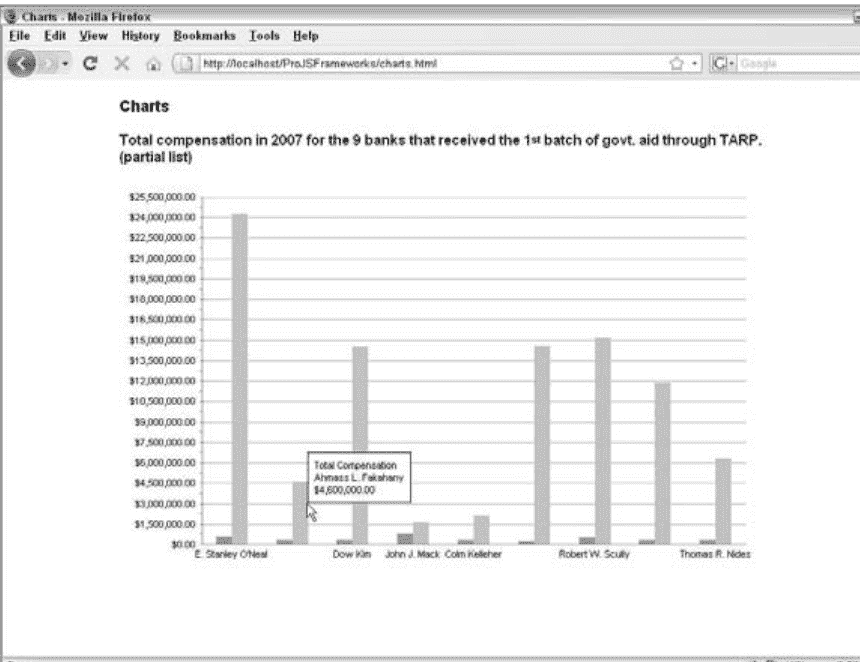 Charts - Mozilla Firefox
File Edit View History Bookmarks Tools Help
http://localhost/ProJSFrameworks/charts.html
Google
Charts
Total compensation in 2007 for the 9 banks that received the 1st batch of govt. aid through TARP.
(partial list)
$25,500,000.00
$24,000,000.00
$22,500,000.00
$21,000,000.00
$19,500,000.00
$18,000,000.00
$16,500,000.00
$15,000,000.00
$13,500,000.00
$12,000,000.00
$10,500,000.00
$9,000,000.00
$7,500,000.00
$6,000,000.00
$4,500,000.00
$3,000,000.00
$1,500,000.00
$0.00
Total Compensation
Ahmass L. Fakahany
$4,600,000.00
E. Stanley O'Neal Dow Kim John J. Mack Colm Kelleher Robert W. Scully Thomas R. Nides